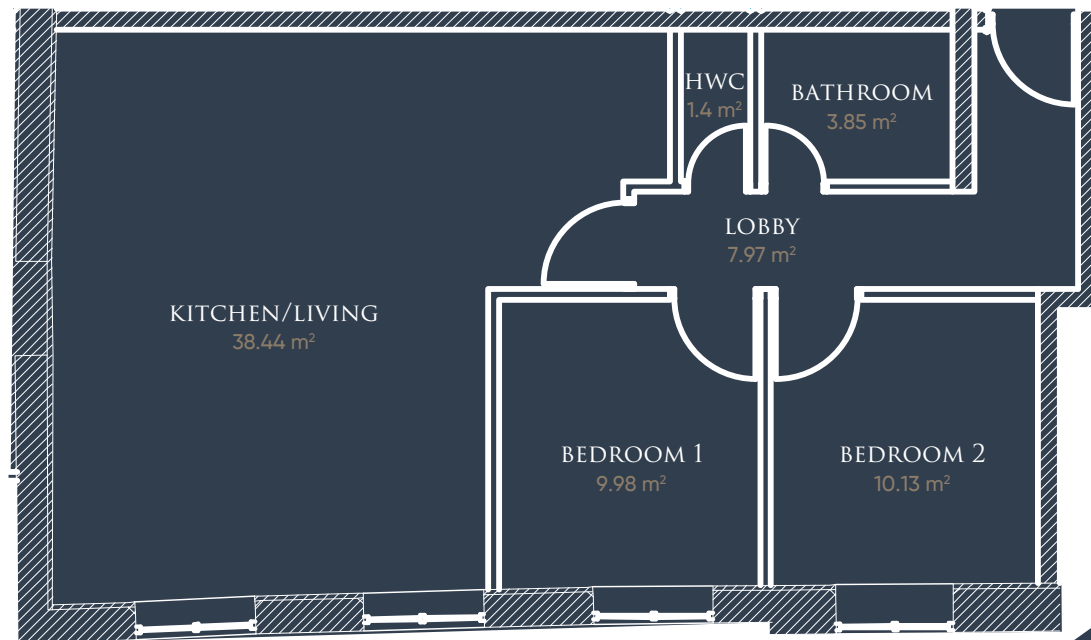 HWC
1.4 m²
BATHROOM
3.85 m²
LOBBY
7.97 m²
KITCHEN/LIVING
38.44 m²
BEDROOM 1
9.98 m²
BEDROOM 2
10.13 m²